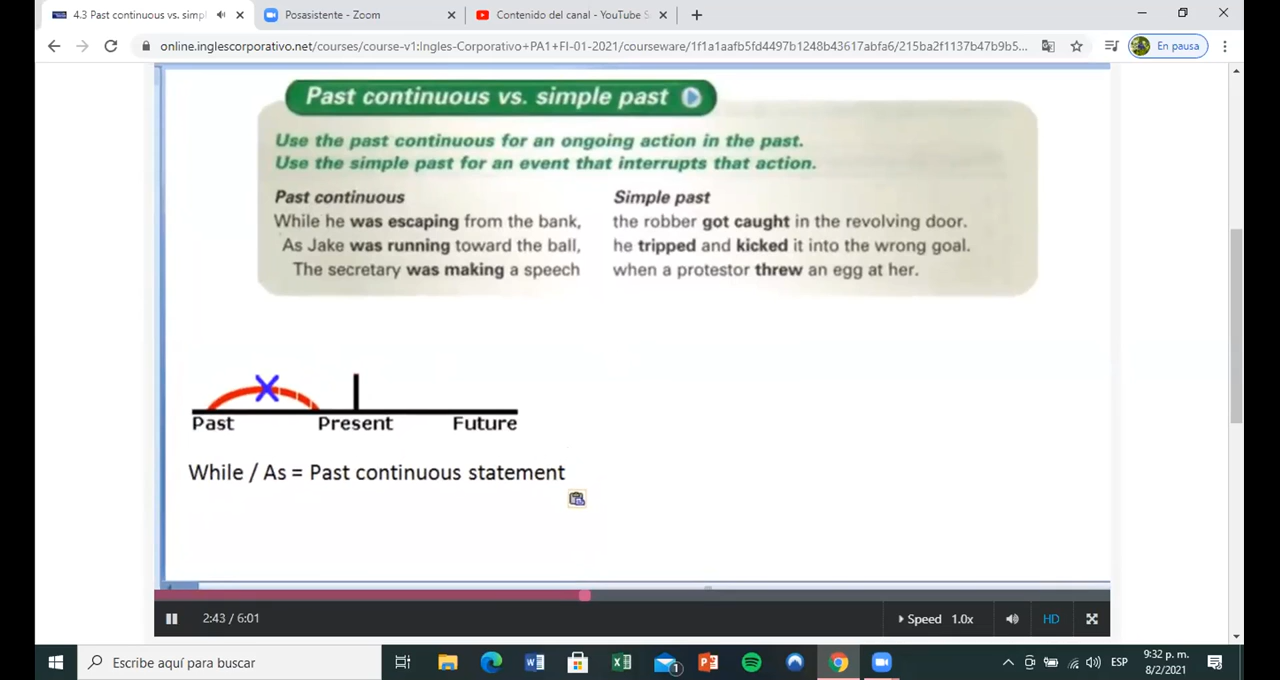 4.3 Past continuous vs. simpl
Posasistente - Zoom
Contenido del canal - YouTube S
online.inglescorporativo.net/courses/course-v1:Ingles-Corporativo+PA1+FI-01-2021/courseware/1f1a1aafb5fd4497b1248b43617abfa6/215ba2f1137b47b9b5...
En pausa
Past continuous vs. simple past
Use the past continuous for an ongoing action in the past.
Use the simple past for an event that interrupts that action.
Past continuous
While he was escaping from the bank,
As Jake was running toward the ball,
The secretary was making a speech
Simple past
the robber got caught in the revolving door.
he tripped and kicked it into the wrong goal.
when a protestor threw an egg at her.
Past Present Future
While / As = Past continuous statement
2:43 / 6:01
Speed 1.0x
HD
Escribe aquí para buscar
1
ESP
9:32 p. m.
8/2/2021